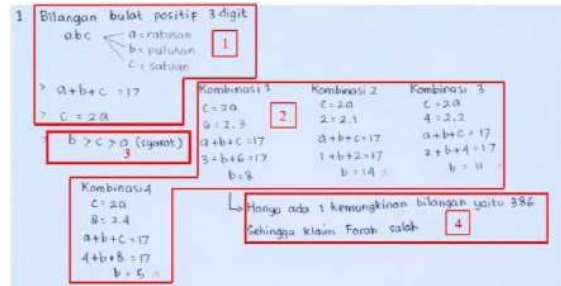 1 Bilangan bulat positif 3 digit
abc
a = ratusan
b = puluhan
c = satuan
1
> a+b+c = 17
> c = 2a
> b > c > a (syarat)
3
Kombinasi 1
c = 2a
6 = 2.3
a+b+c = 17
3+b+6 = 17
b = 8
2
Kombinasi 2
c = 2a
2 = 2.1
a+b+c = 17
1+b+2 = 17
b = 14 x
Kombinasi 3
c = 2a
4 = 2.2
a+b+c = 17
2+b+4 = 17
b = 11 x
Kombinasi 4
c = 2a
8 = 2.4
a+b+c = 17
4+b+8 = 17
b = 5 x
Hanya ada 1 kemungkinan bilangan yaitu 386
Sehingga klaim Farah salah
4